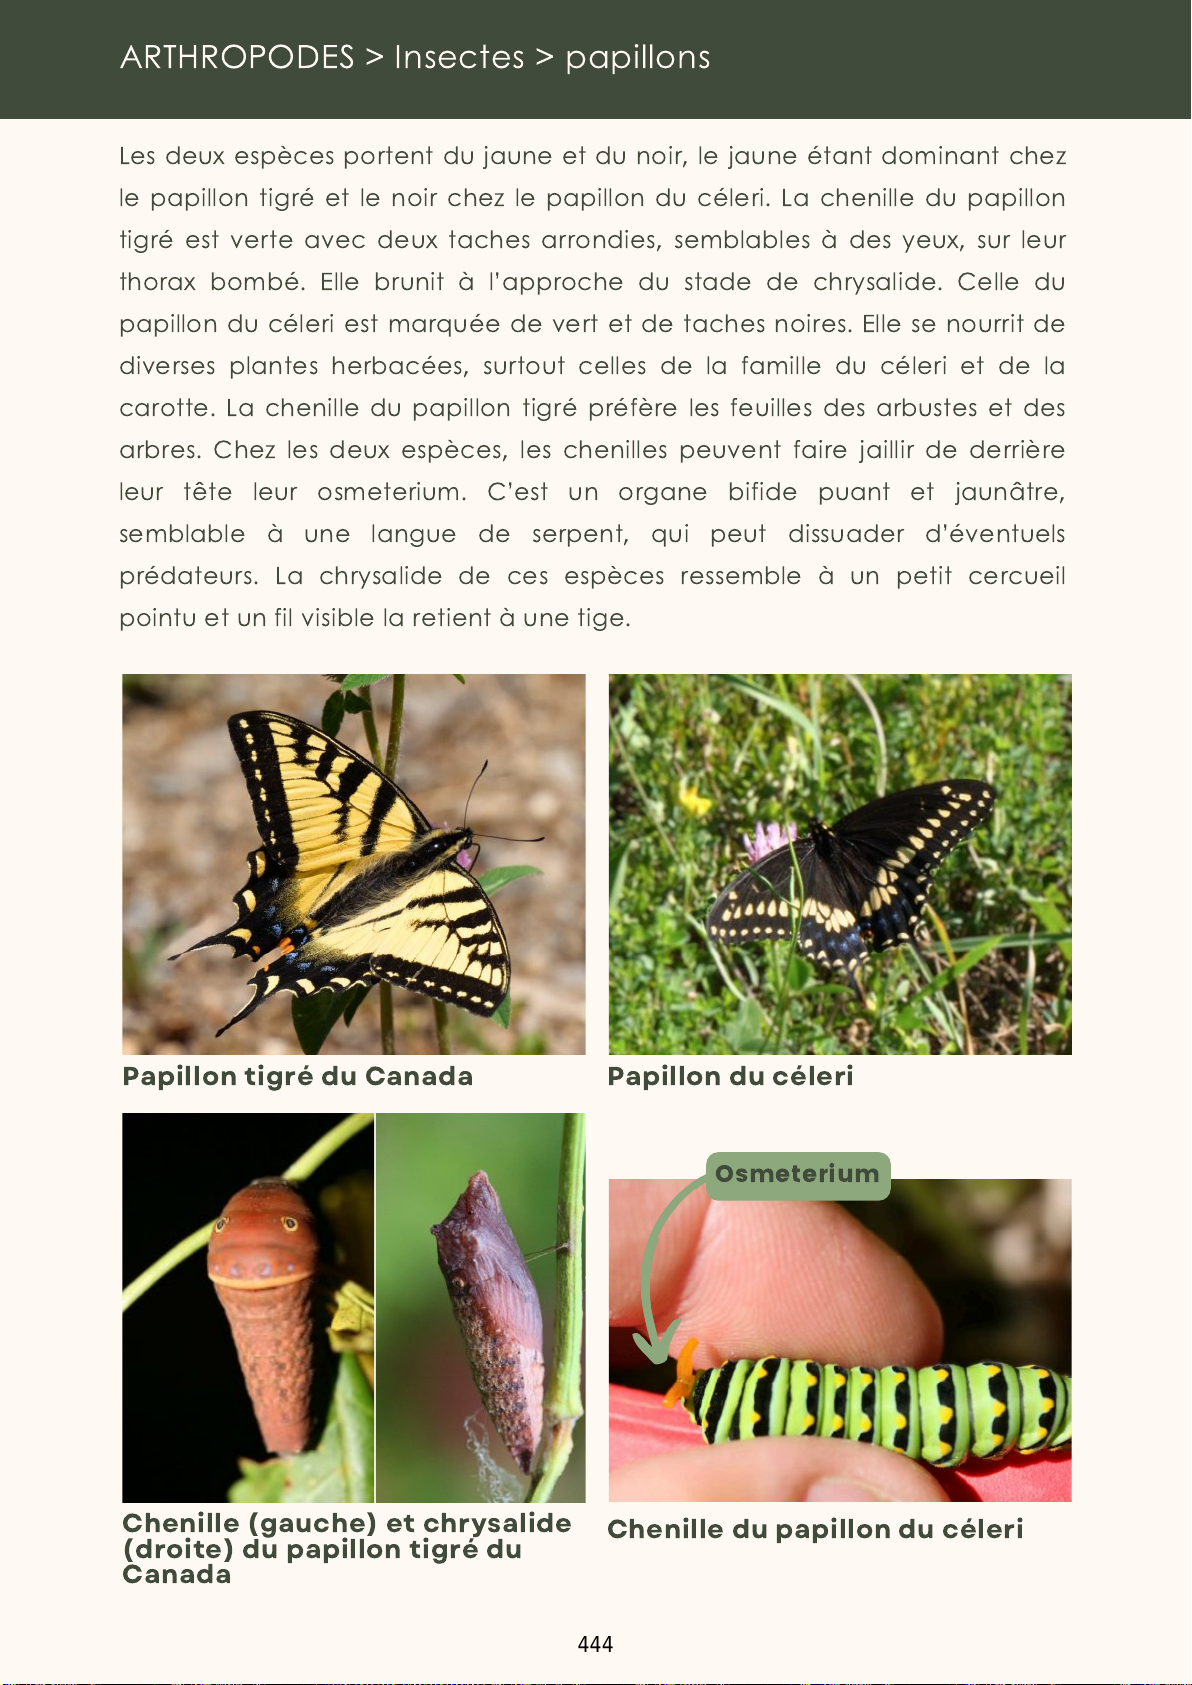 ARTHROPODES > Insectes > papillons
Les deux espèces portent du jaune et du noir, le jaune étant dominant chez
le papillon tigré et le noir chez le papillon du céleri. La chenille du papillon
tigré est verte avec deux taches arrondies, semblables à des yeux, sur leur
thorax bombé. Elle brunit à l'approche du stade de chrysalide. Celle du
papillon du céleri est marquée de vert et de taches noires. Elle se nourrit de
diverses plantes herbacées, surtout celles de la famille du céleri et de la
carotte. La chenille du papillon tigré préfère les feuilles des arbustes et des
arbres. Chez les deux espèces, les chenilles peuvent faire jaillir de derrière
leur tête leur osmeterium. C'est un organe bifide puant et jaunâtre,
semblable à une langue de serpent, qui peut dissuader d'éventuels
prédateurs. La chrysalide de ces espèces ressemble à un petit cercueil
pointu et un fil visible la retient à une tige.
Papillon tigré du Canada
Papillon du céleri
Osmeterium
Chenille (gauche) et chrysalide
(droite) du papillon tigré du
Canada
Chenille du papillon du céleri
444